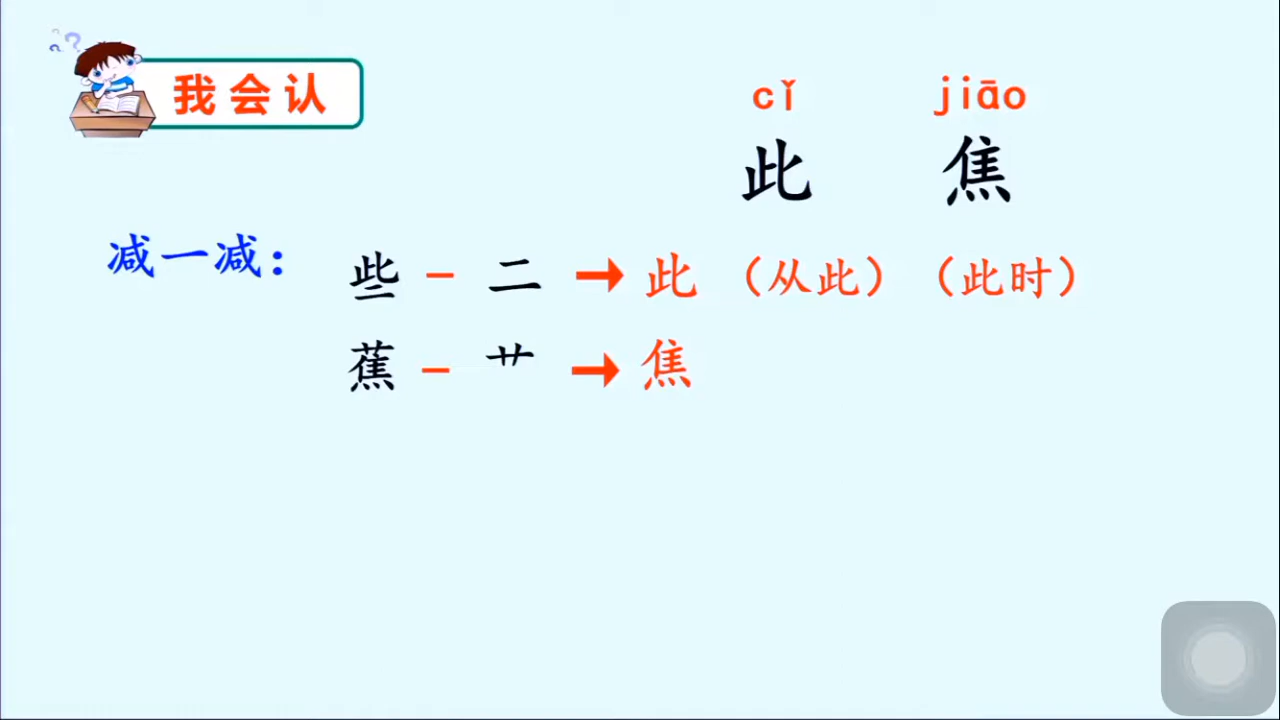 我会认
cǐ jiāo
此 焦
减一减：
些 － 二 → 此 （从此）（此时）
蕉 － 艹 → 焦